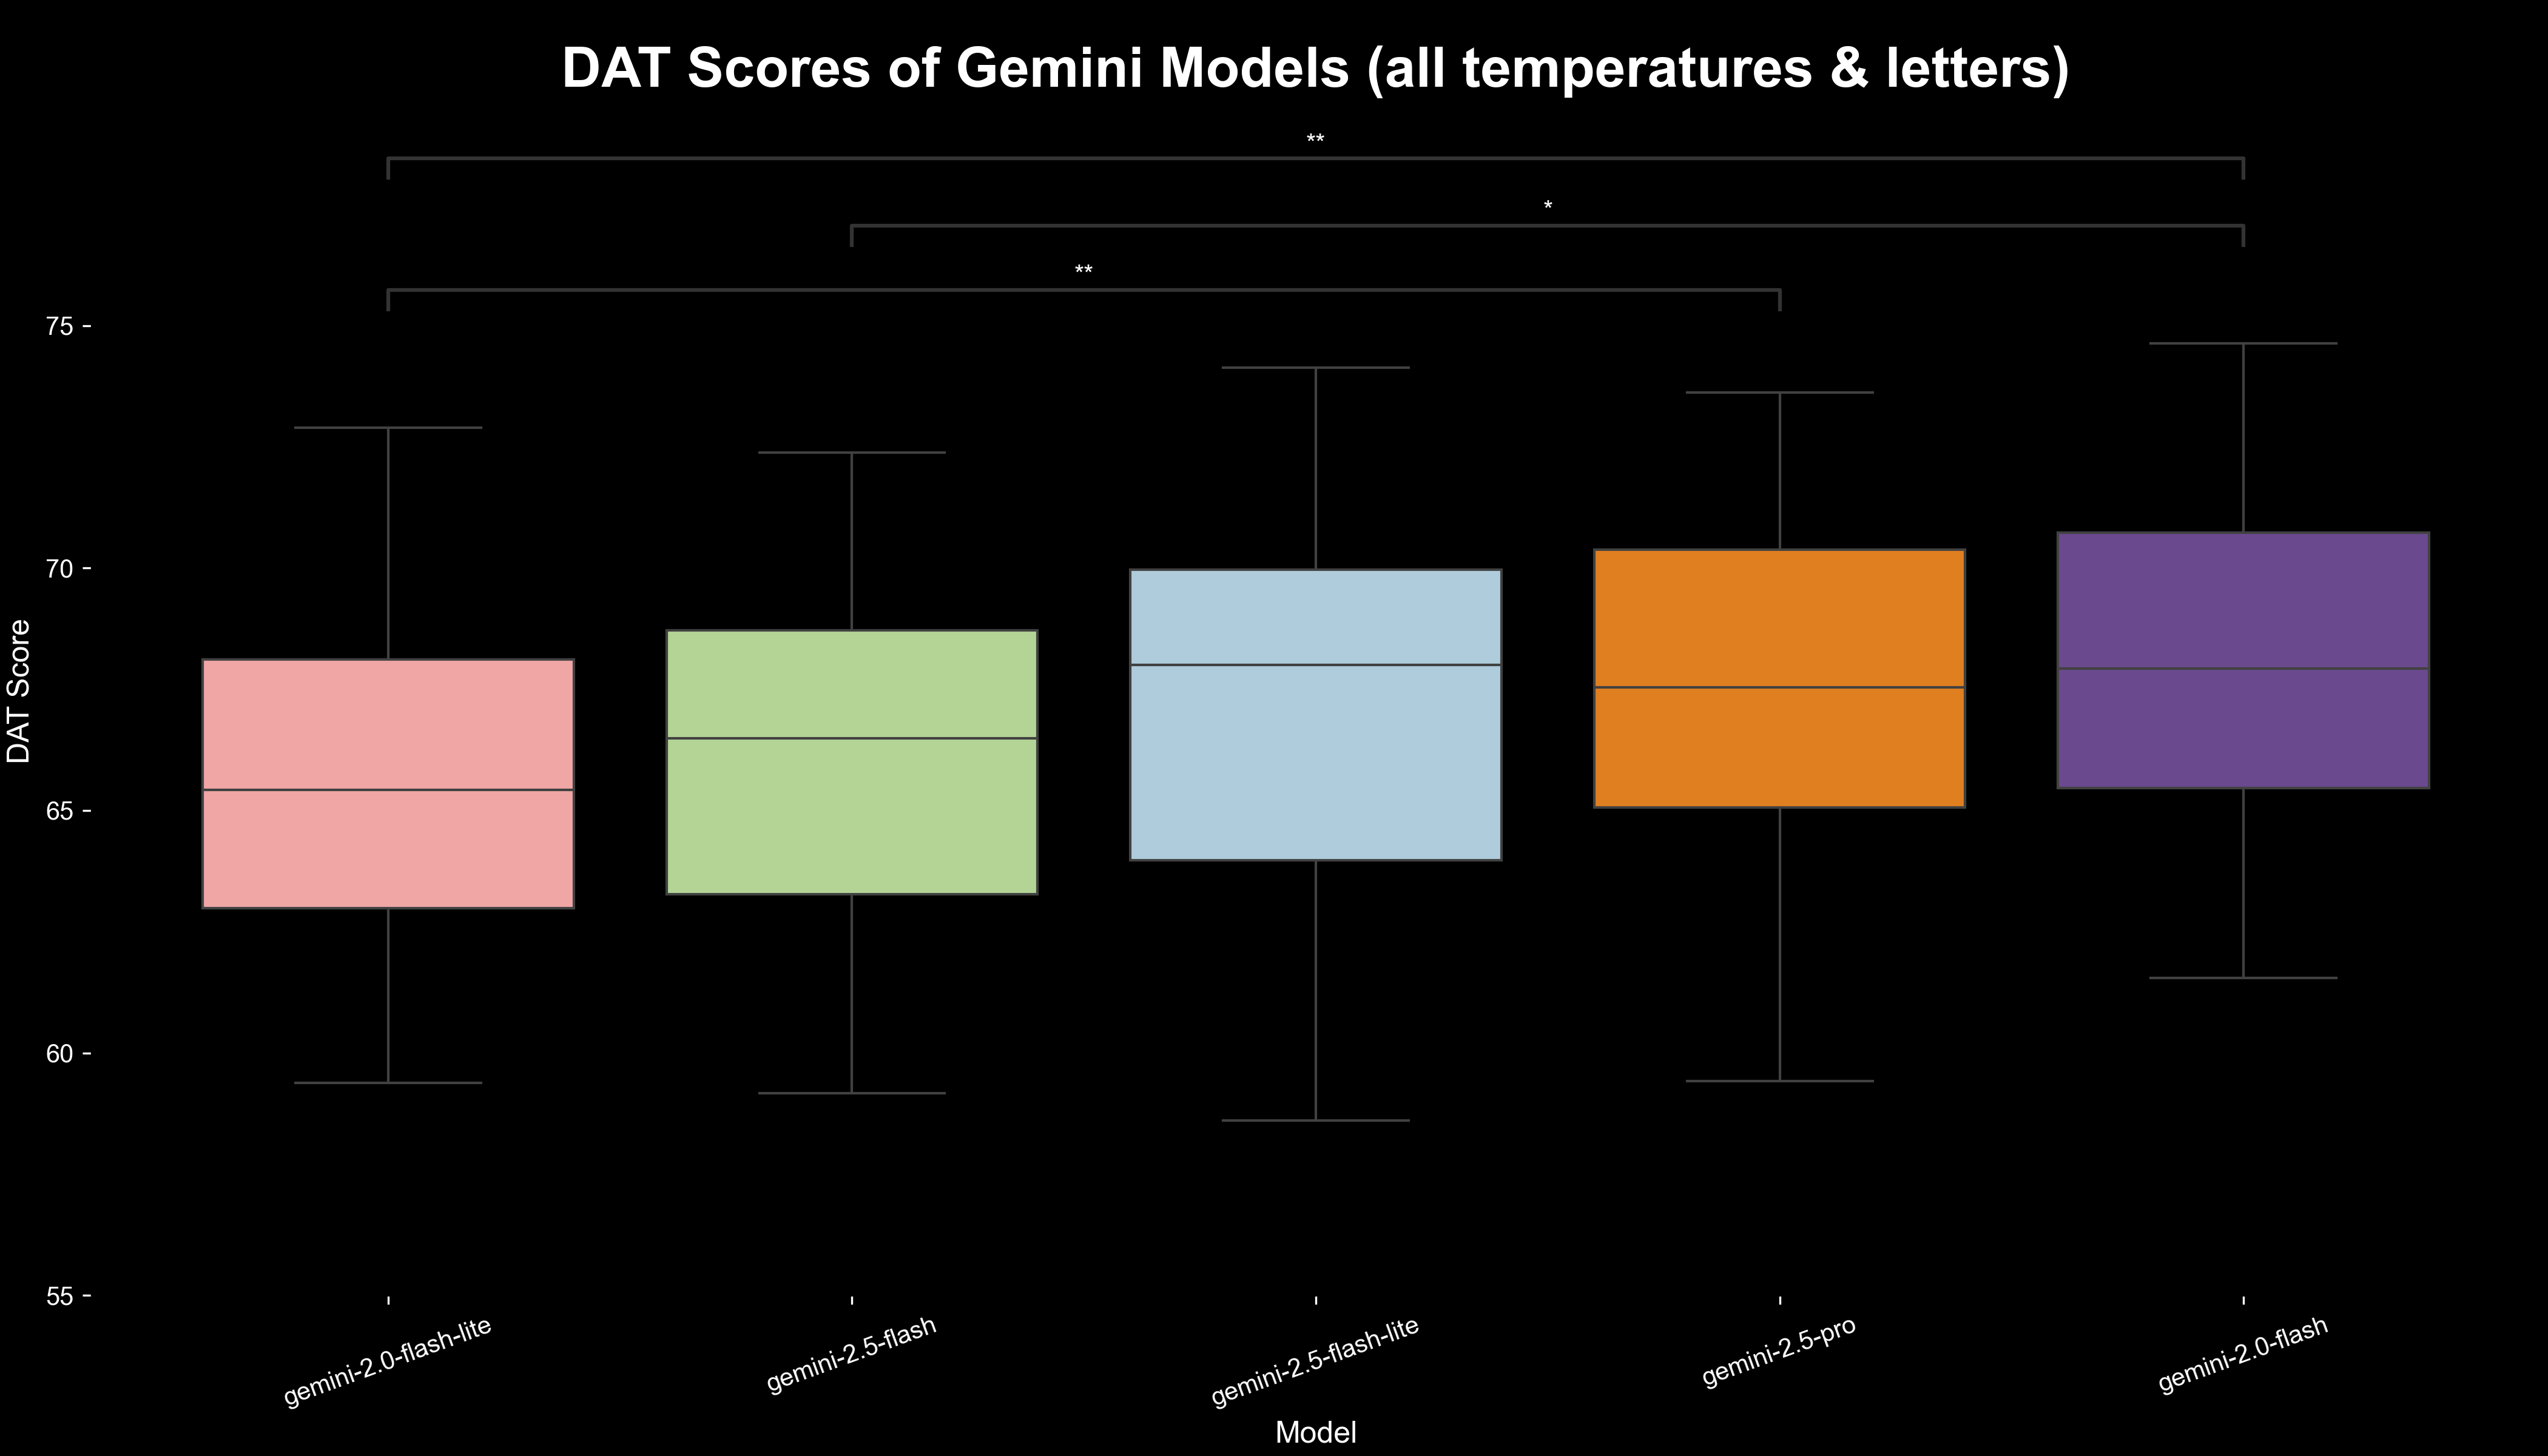 DAT Scores of Gemini Models (all temperatures & letters)
**
*
**
75
70
65
60
55
DAT Score
gemini-2.0-flash-lite
gemini-2.5-flash
gemini-2.5-flash-lite
gemini-2.5-pro
gemini-2.0-flash
Model